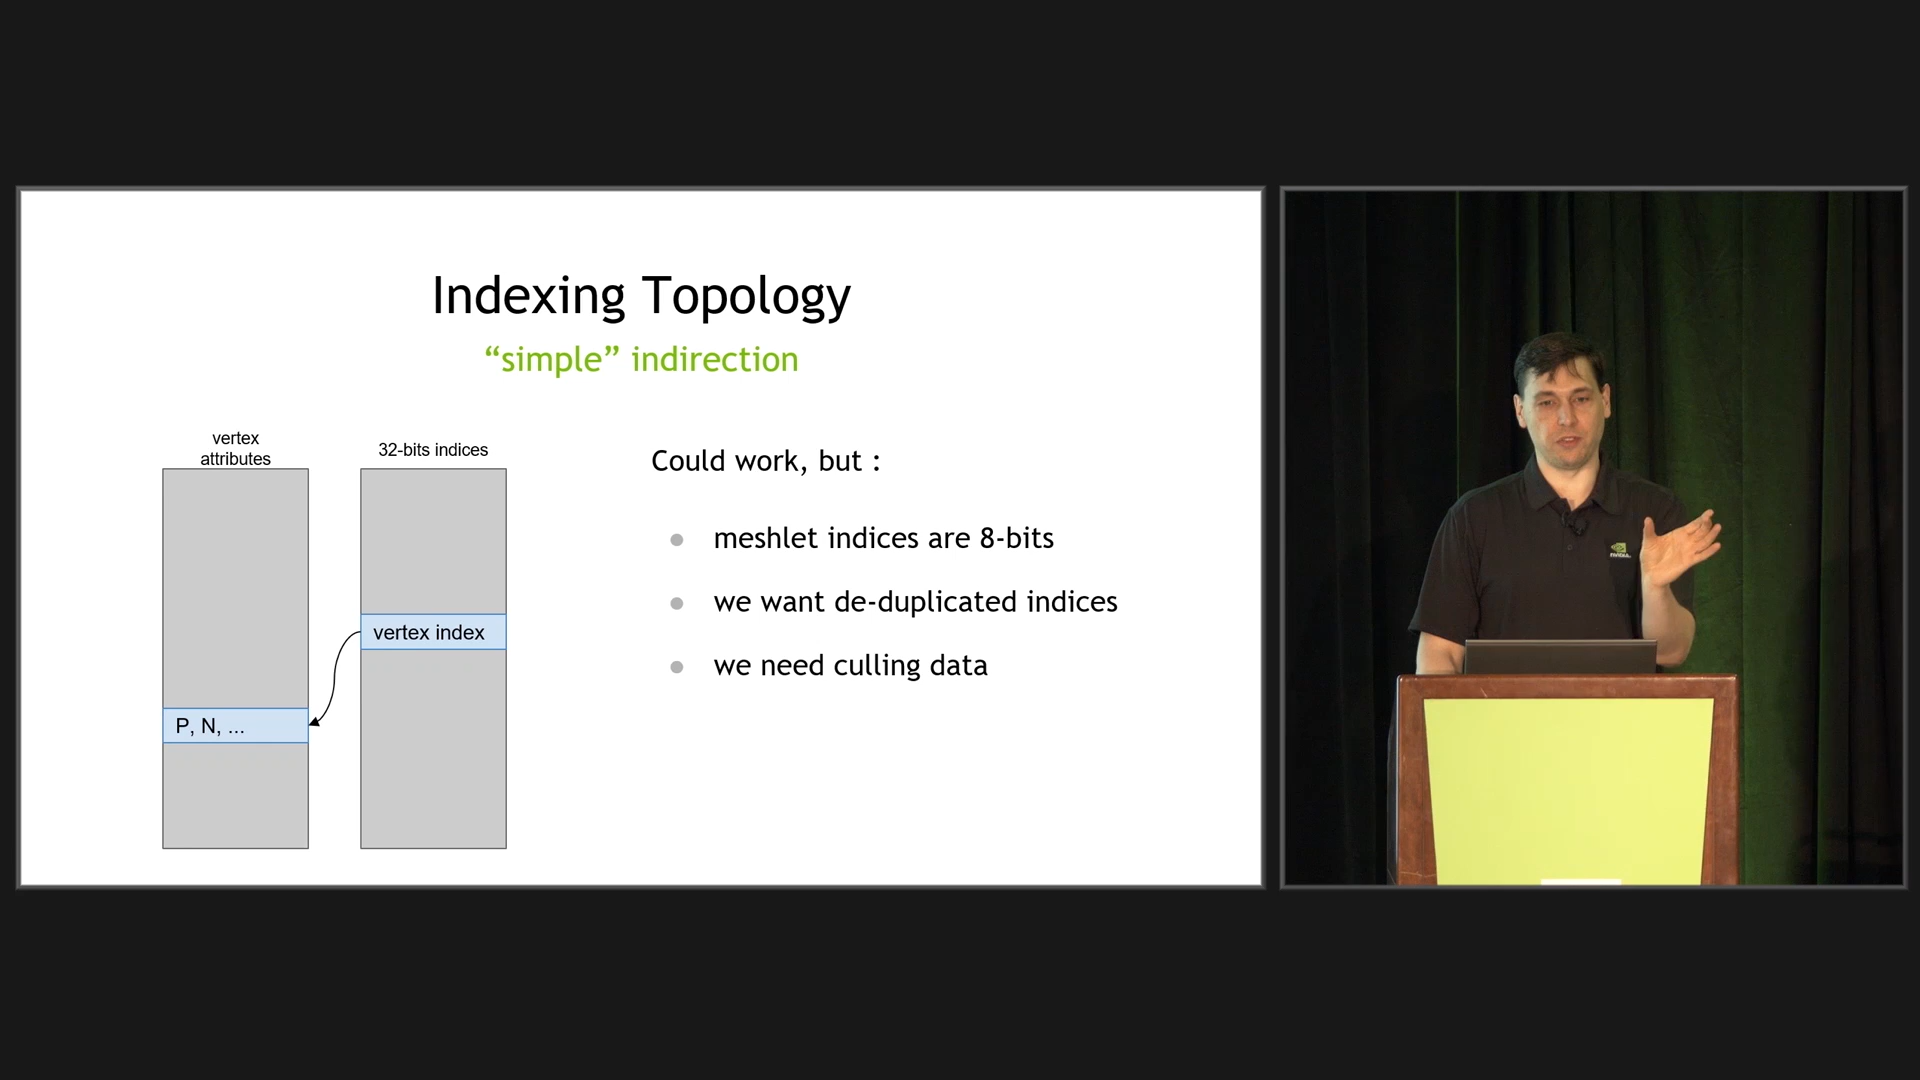 Indexing Topology
“simple” indirection
vertex
attributes
32-bits indices
vertex index
P, N, ...
Could work, but :
meshlet indices are 8-bits
we want de-duplicated indices
we need culling data
NVIDIA.